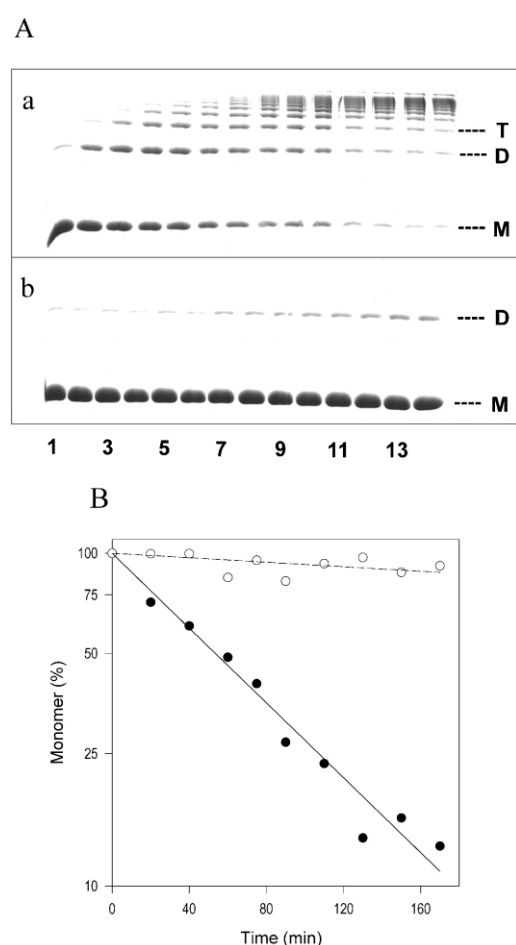 A
a
---- T
---- D
---- M
b
---- D
---- M
1 3 5 7 9 11 13
B
100
75
50
25
10
Monomer (%)
0 40 80 120 160
Time (min)